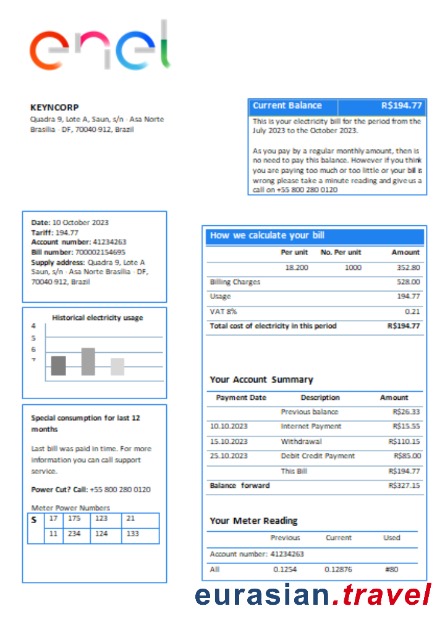 enel
KEYNCORP
Quadra 9, Lote A, Saun, s/n - Asa Norte
Brasilia - DF, 70040-912, Brazil
Current Balance R$194.77
This is your electricity bill for the period from the
July 2023 to the October 2023.
As you pay by a regular monthly amount, then is
no need to pay this balance. However if you think
you are paying too much or too little or your bill is
wrong please take a minute reading and give us a
call on +55 800 280 0120
Date: 10 October 2023
Tariff: 194.77
Account number: 41234263
Bill number: 700002154695
Supply address: Quadra 9, Lote A
Saun, s/n - Asa Norte Brasilia - DF,
70040-912, Brazil
Historical electricity usage
4
5
6
7
Special consumption for last 12
months
Last bill was paid in time. For more
information you can call support
service.
Power Cut? Call: +55 800 280 0120
Meter Power Numbers
S 17 175 123 21
11 234 124 133
How we calculate your bill
Per unit No. Per unit Amount
18.200 1000 352.80
Billing Charges 528.00
Usage 194.77
VAT 8% 0.21
Total cost of electricity in this period R$194.77
Your Account Summary
Payment Date Description Amount
Previous balance R$26.33
10.10.2023 Internet Payment R$15.55
15.10.2023 Withdrawal R$110.15
25.10.2023 Debit Credit Payment R$85.00
This Bill R$194.77
Balance forward R$327.15
Your Meter Reading
Previous Current Used
Account number: 41234263
All 0.1254 0.12876 #80
eurasian.travel